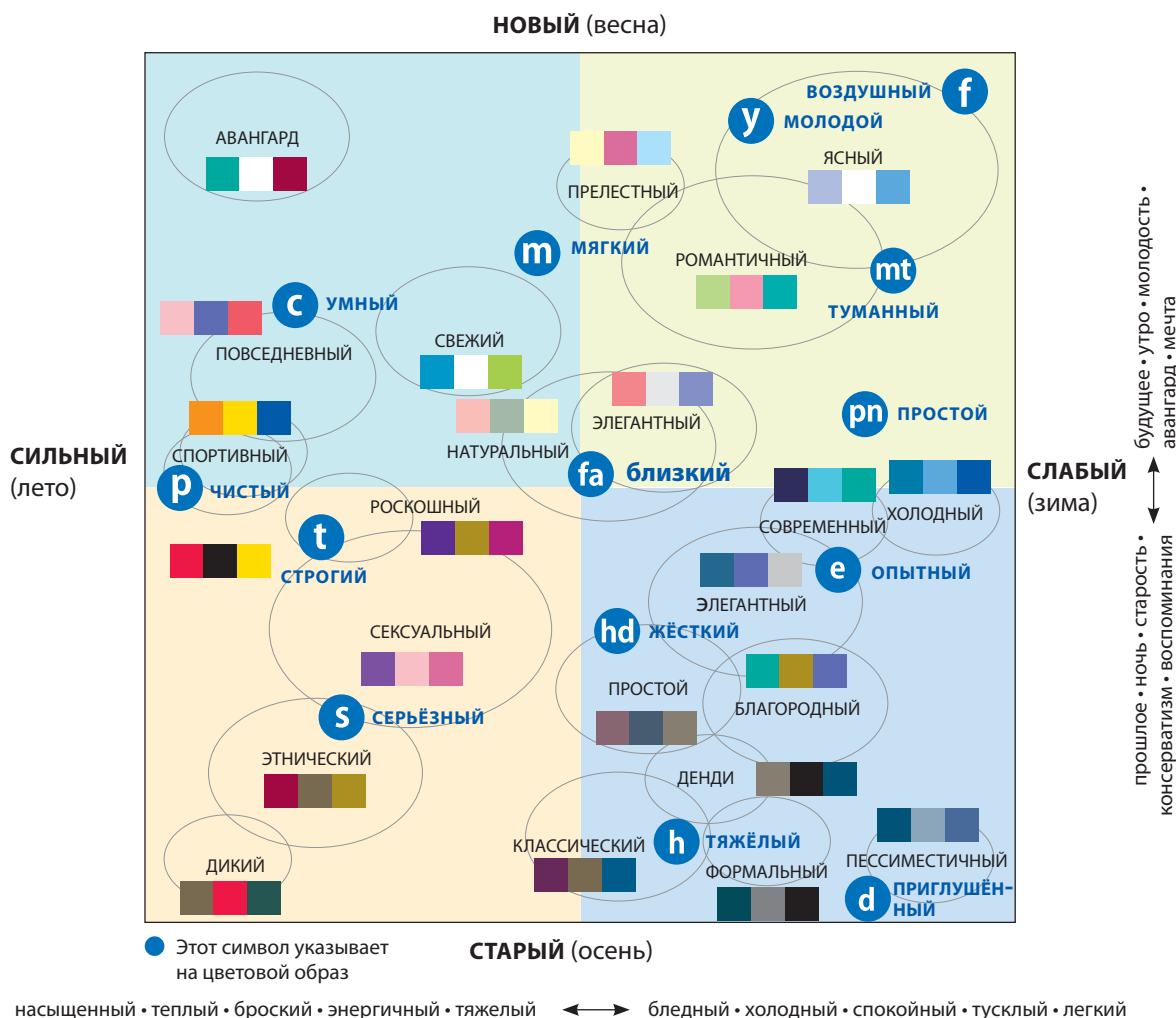 НОВЫЙ (весна)
ВОЗДУШНЫЙ f
y МОЛОДОЙ
АВАНГАРД
ЯСНЫЙ
ПРЕЛЕСТНЫЙ
m МЯГКИЙ
РОМАНТИЧНЫЙ
mt
ТУМАННЫЙ
c УМНЫЙ
ПОВСЕДНЕВНЫЙ
СВЕЖИЙ
ЭЛЕГАНТНЫЙ
pn ПРОСТОЙ
НАТУРАЛЬНЫЙ
СПОРТИВНЫЙ
fa близкий
p ЧИСТЫЙ
СИЛЬНЫЙ
(лето)
СЛАБЫЙ
(зима)
будущее • утро • молодость •
авангард • мечта
прошлое • ночь • старость •
консерватизм • воспоминания
РОСКОШНЫЙ
СОВРЕМЕННЫЙ
ХОЛОДНЫЙ
t
СТРОГИЙ
e ОПЫТНЫЙ
ЭЛЕГАНТНЫЙ
СЕКСУАЛЬНЫЙ
hd ЖЁСТКИЙ
ПРОСТОЙ
БЛАГОРОДНЫЙ
s СЕРЬЁЗНЫЙ
ЭТНИЧЕСКИЙ
ДЕНДИ
КЛАССИЧЕСКИЙ
h ТЯЖЁЛЫЙ
ДИКИЙ
ФОРМАЛЬНЫЙ
ПЕССИМЕСТИЧНЫЙ
d ПРИГЛУШЁН-
НЫЙ
Этот символ указывает
на цветовой образ
СТАРЫЙ (осень)
насыщенный • теплый • броский • энергичный • тяжелый
бледный • холодный • спокойный • тусклый • легкий